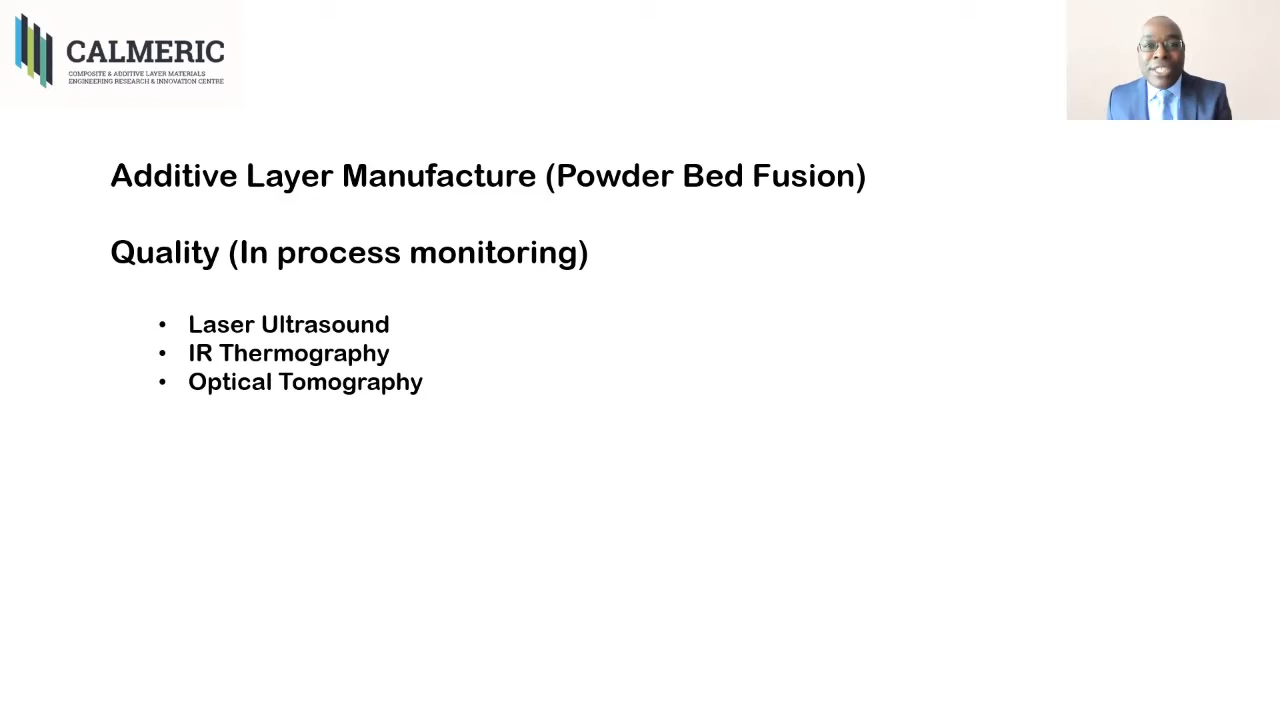 CALMERIC
COMPOSITE & ADDITIVE LAYER MATERIALS
ENGINEERING RESEARCH & INNOVATION CENTRE
Additive Layer Manufacture (Powder Bed Fusion)
Quality (In process monitoring)
• Laser Ultrasound
• IR Thermography
• Optical Tomography